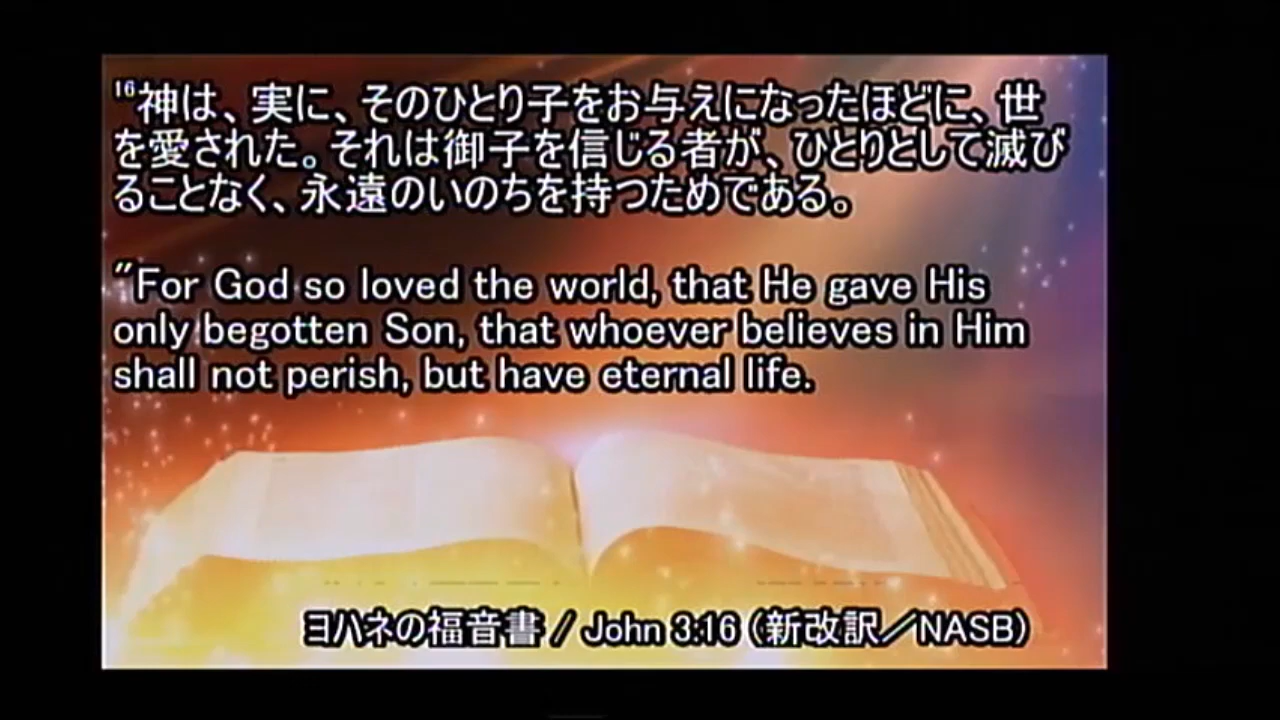 16神は、実に、そのひとり子をお与えになったほどに、世
を愛された。それは御子を信じる者が、ひとりとして滅び
ることなく、永遠のいのちを持つためである。
"For God so loved the world, that He gave His
only begotten Son, that whoever believes in Him
shall not perish, but have eternal life.
ヨハネの福音書 / John 3:16 (新改訳／NASB)